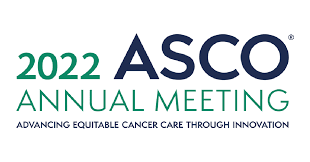 2022 ASCO®
ANNUAL MEETING
ADVANCING EQUITABLE CANCER CARE THROUGH INNOVATION